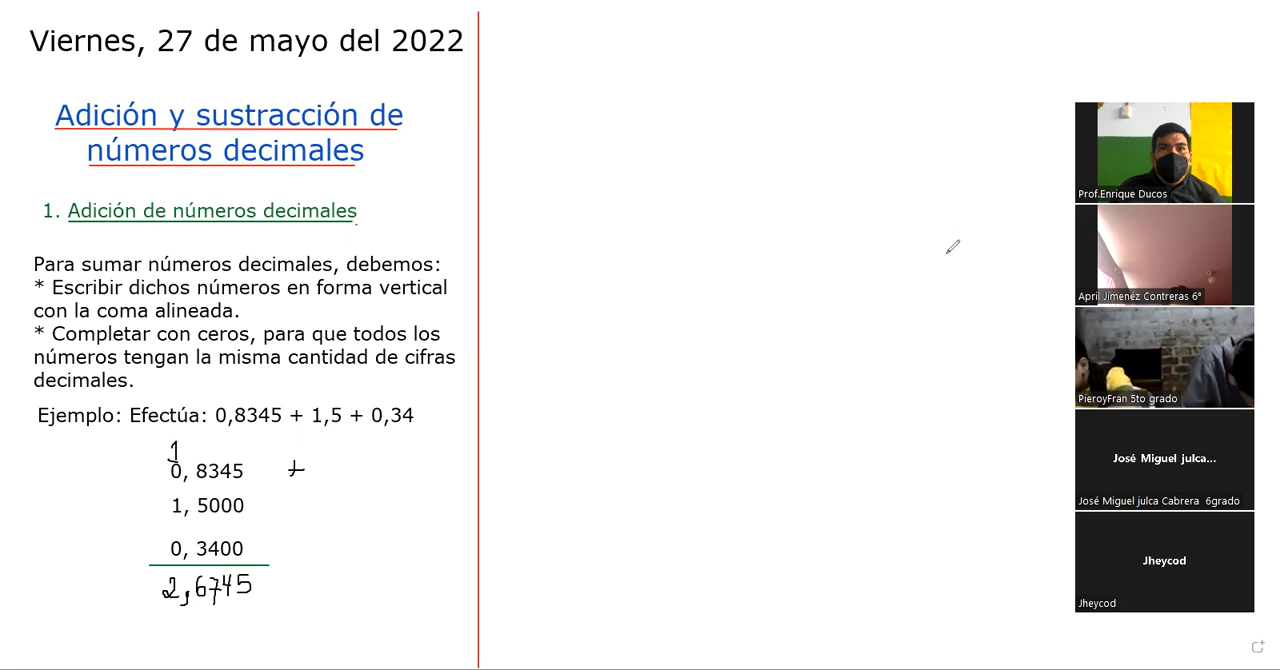 Viernes, 27 de mayo del 2022
Adición y sustracción de
números decimales
1. Adición de números decimales
Para sumar números decimales, debemos:
* Escribir dichos números en forma vertical
con la coma alineada.
* Completar con ceros, para que todos los
números tengan la misma cantidad de cifras
decimales.
Ejemplo: Efectúa: 0,8345 + 1,5 + 0,34
1
0, 8345 +
1, 5000
0, 3400
2,6745
Prof.Enrique Ducos
April Jimenéz Contreras 6°
PieroyFran 5to grado
José Miguel julca...
José Miguel julca Cabrera 6grado
Jheycod
Jheycod